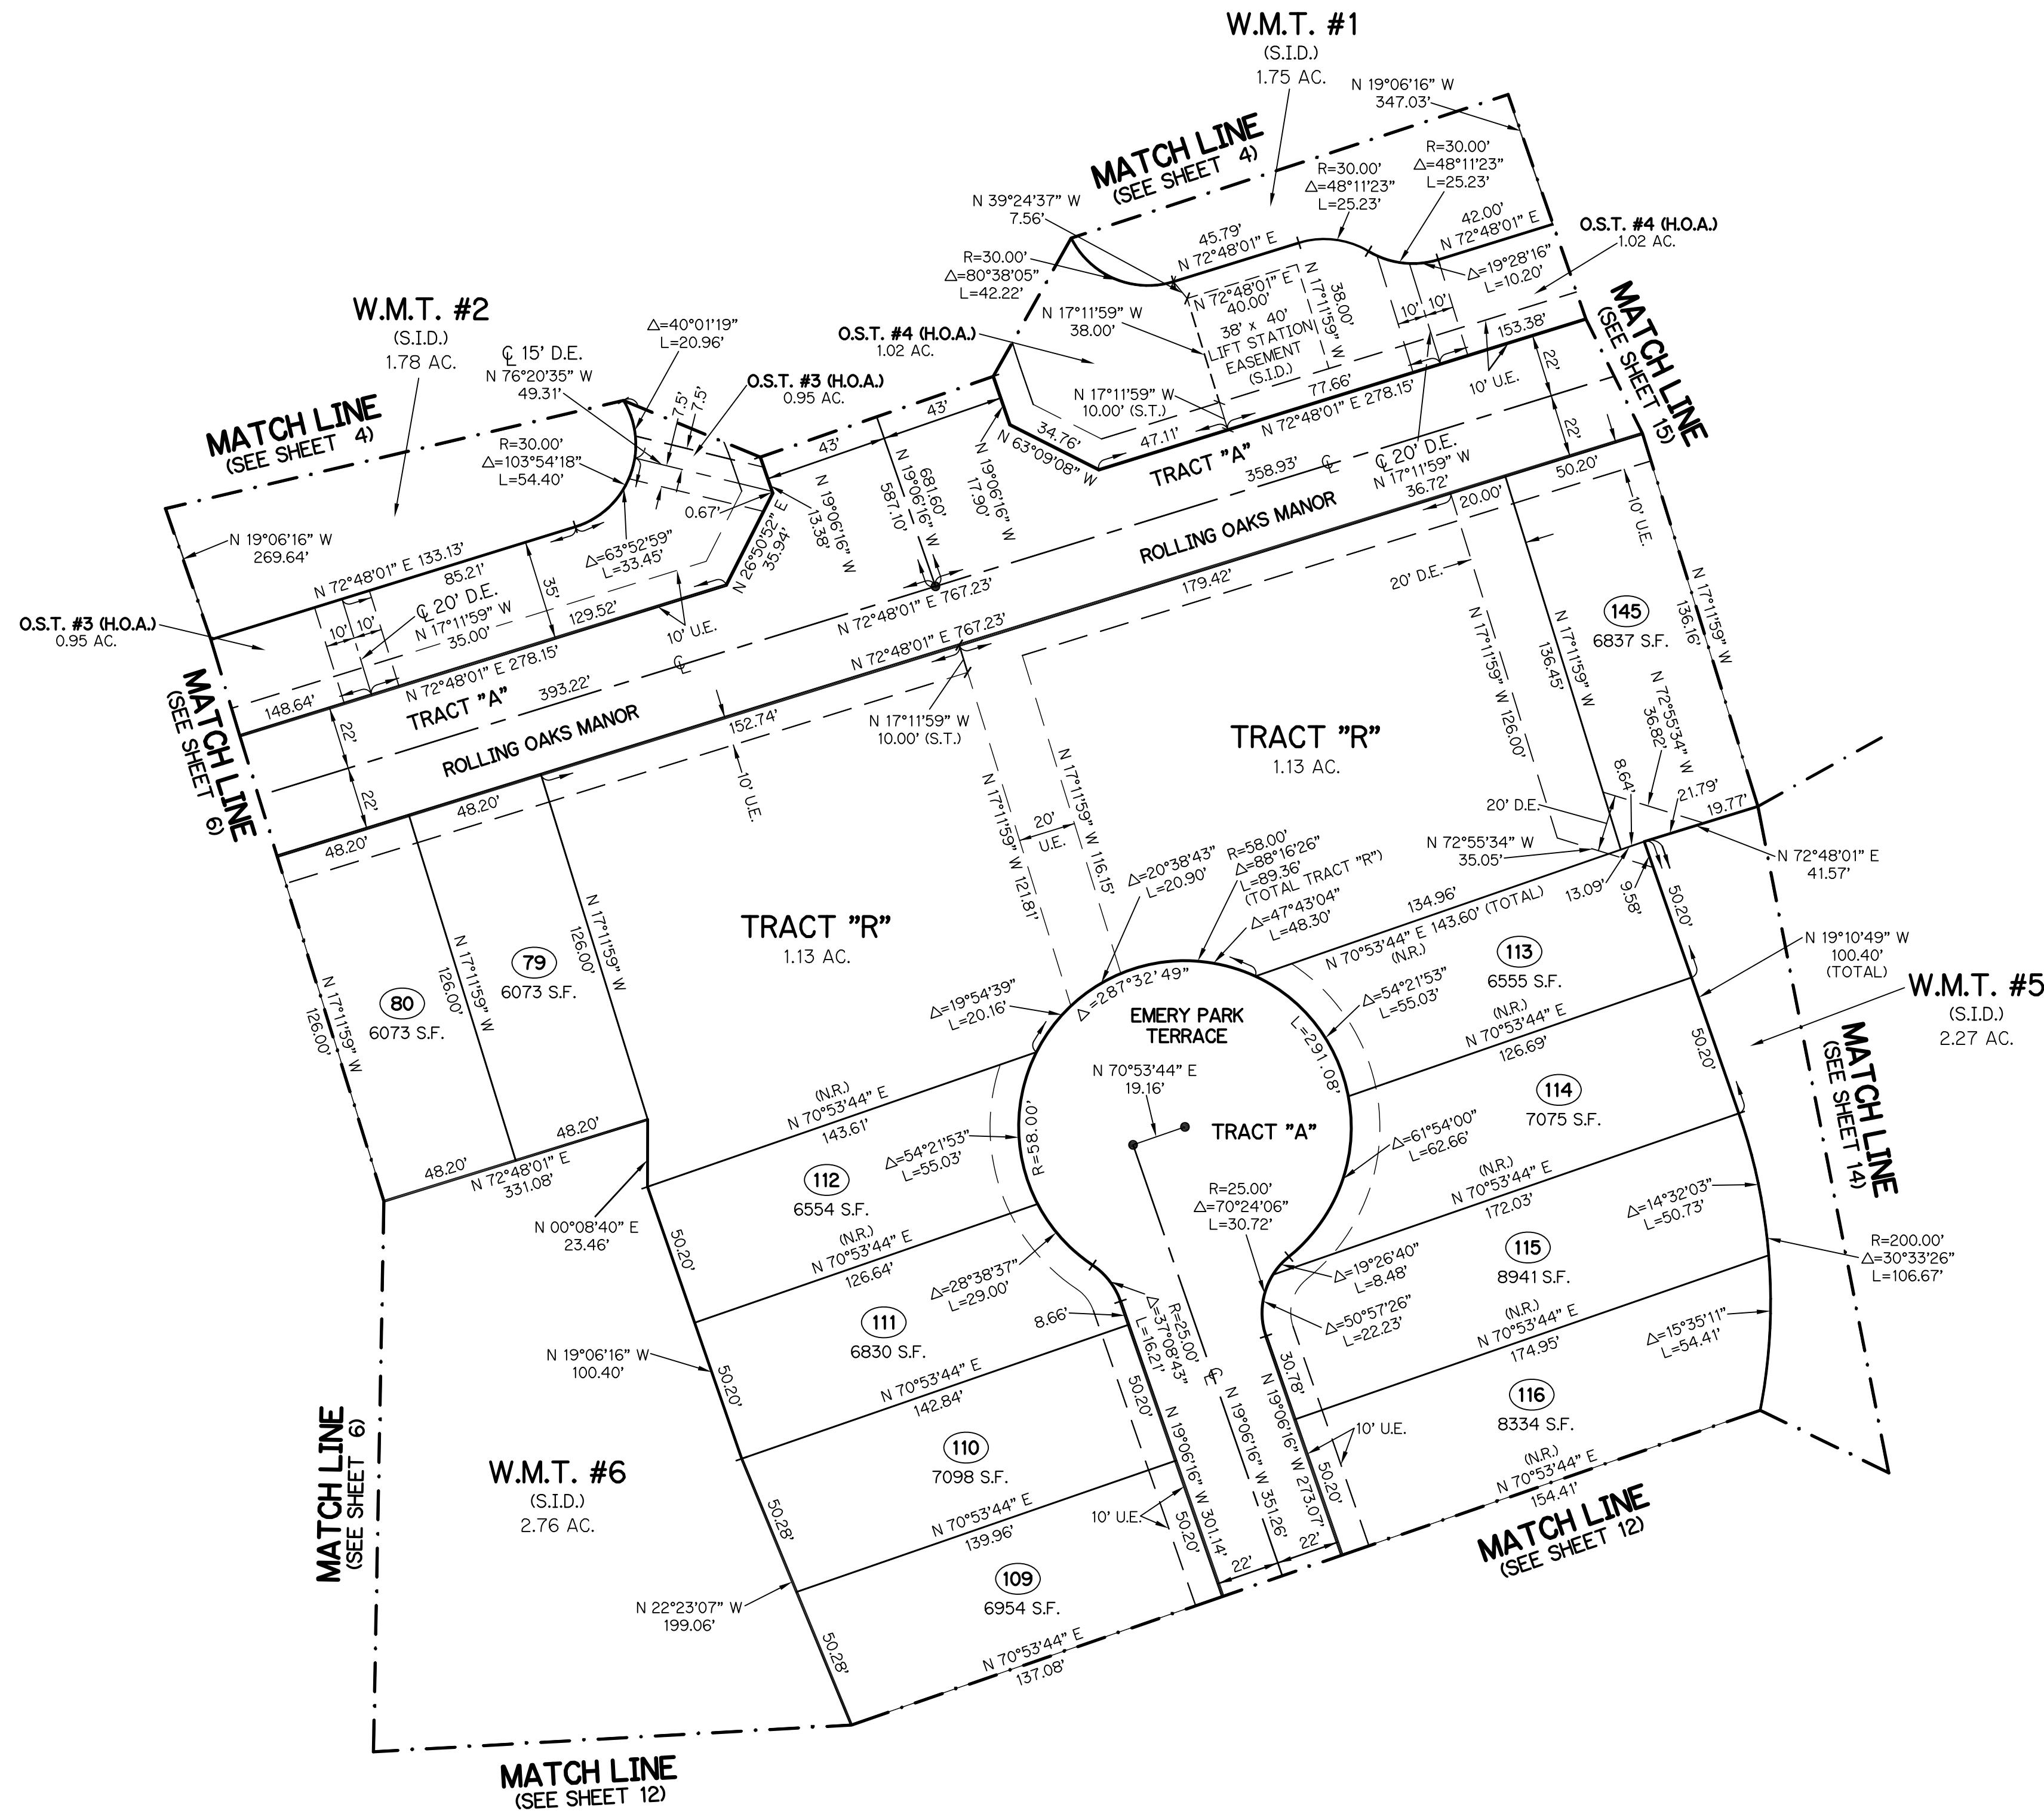 W.M.T. #1
(S.I.D.)
1.75 AC.
N 19°06'16" W
347.03'
MATCH LINE
(SEE SHEET 4)
R=30.00'
Δ=48°11'23"
L=25.23'
R=30.00'
Δ=48°11'23"
L=25.23'
N 39°24'37" W
7.56'
45.79'
N 72°48'01" E
42.00'
N 72°48'01" E
O.S.T. #4 (H.O.A.)
1.02 AC.
R=30.00'
Δ=80°38'05"
L=42.22'
Δ=19°28'16"
L=10.20'
N 72°48'01" E
40.00'
N 17°11'59" W
38.00'
N 17°11'59" W
38.00'
38' x 40'
LIFT STATION
EASEMENT
(S.I.D.)
10'
10'
153.38'
O.S.T. #4 (H.O.A.)
1.02 AC.
MATCH LINE
(SEE SHEET 15)
W.M.T. #2
(S.I.D.)
1.78 AC.
Δ=40°01'19"
L=20.96'
℄ 15' D.E.
N 76°20'35" W
49.31'
7.5'
7.5'
O.S.T. #3 (H.O.A.)
0.95 AC.
MATCH LINE
(SEE SHEET 4)
R=30.00'
Δ=103°54'18"
L=54.40'
43'
43'
N 17°11'59" W
10.00' (S.T.)
77.66'
10' U.E.
22'
34.76'
47.11'
N 72°48'01" E 278.15'
N 63°09'08" W
22'
TRACT "A"
358.93'
℄
℄ 20' D.E.
N 17°11'59" W
36.72'
50.20'
20.00'
10' U.E.
0.67'
N 19°06'16" W
13.38'
681.60'
N 19°06'16" W
587.10'
N 19°06'16" W
17.90'
ROLLING OAKS MANOR
N 19°06'16" W
269.64'
N 72°48'01" E 133.13'
Δ=63°52'59"
L=33.45'
N 26°50'52" E
35.94'
85.21'
℄ 20' D.E.
N 17°11'59" W
35.00'
35'
129.52'
10' U.E.
10'
10'
O.S.T. #3 (H.O.A.)
0.95 AC.
N 72°48'01" E 278.15'
148.64'
TRACT "A"
393.22'
℄
N 72°48'01" E 767.23'
N 72°48'01" E 767.23'
179.42'
20' D.E.
N 17°11'59" W 126.00'
N 17°11'59" W
136.45'
145
6837 S.F.
N 17°11'59" W
136.16'
MATCH LINE
(SEE SHEET 6)
22'
22'
ROLLING OAKS MANOR
152.74'
10' U.E.
N 17°11'59" W
10.00' (S.T.)
TRACT "R"
1.13 AC.
N 72°55'34" W
36.82'
8.64'
20' D.E.
21.79'
19.77'
48.20'
48.20'
N 17°11'59" W 121.81'
N 17°11'59" W 116.15'
20'
U.E.
N 72°55'34" W
35.05'
N 72°48'01" E
41.57'
Δ=20°38'43"
L=20.90'
R=58.00'
Δ=88°16'26"
L=89.36'
(TOTAL TRACT "R")
Δ=47°43'04"
L=48.30'
134.96'
N 70°53'44" E 143.60' (TOTAL)
(N.R.)
13.09'
9.58'
50.20'
TRACT "R"
1.13 AC.
N 17°11'59" W
126.00'
N 17°11'59" W
126.00'
N 17°11'59" W
126.00'
79
6073 S.F.
80
6073 S.F.
113
6555 S.F.
N 19°10'49" W
100.40'
(TOTAL)
W.M.T. #5
(S.I.D.)
2.27 AC.
Δ=19°54'39"
L=20.16'
Δ=287°32'49"
L=291.08'
EMERY PARK
TERRACE
Δ=54°21'53"
L=55.03'
(N.R.)
N 70°53'44" E
126.69'
50.20'
MATCH LINE
(SEE SHEET 14)
N 70°53'44" E
19.16'
TRACT "A"
114
7075 S.F.
(N.R.)
N 70°53'44" E
143.61'
Δ=54°21'53"
L=55.03'
R=58.00'
Δ=61°54'00"
L=62.66'
48.20'
48.20'
N 72°48'01" E
331.08'
112
6554 S.F.
R=25.00'
Δ=70°24'06"
L=30.72'
(N.R.)
N 70°53'44" E
172.03'
Δ=14°32'03"
L=50.73'
N 00°08'40" E
23.46'
50.20'
(N.R.)
N 70°53'44" E
126.64'
115
8941 S.F.
R=200.00'
Δ=30°33'26"
L=106.67'
Δ=28°38'37"
L=29.00'
Δ=19°26'40"
L=8.48'
8.66'
R=25.00'
Δ=37°08'43"
L=16.21'
Δ=50°57'26"
L=22.23'
111
6830 S.F.
(N.R.)
N 70°53'44" E
174.95'
Δ=15°35'11"
L=54.41'
N 19°06'16" W
100.40'
50.20'
N 70°53'44" E
142.84'
50.20'
℄
N 19°06'16" W 351.26'
30.78'
N 19°06'16" W 273.07'
116
8334 S.F.
10' U.E.
MATCH LINE
(SEE SHEET 6)
W.M.T. #6
(S.I.D.)
2.76 AC.
110
7098 S.F.
N 19°06'16" W 301.14'
50.20'
(N.R.)
N 70°53'44" E
154.41'
50.28'
N 70°53'44" E
139.96'
10' U.E.
50.20'
22'
22'
MATCH LINE
(SEE SHEET 12)
109
6954 S.F.
N 22°23'07" W
199.06'
50.28'
N 70°53'44" E
137.08'
MATCH LINE
(SEE SHEET 12)